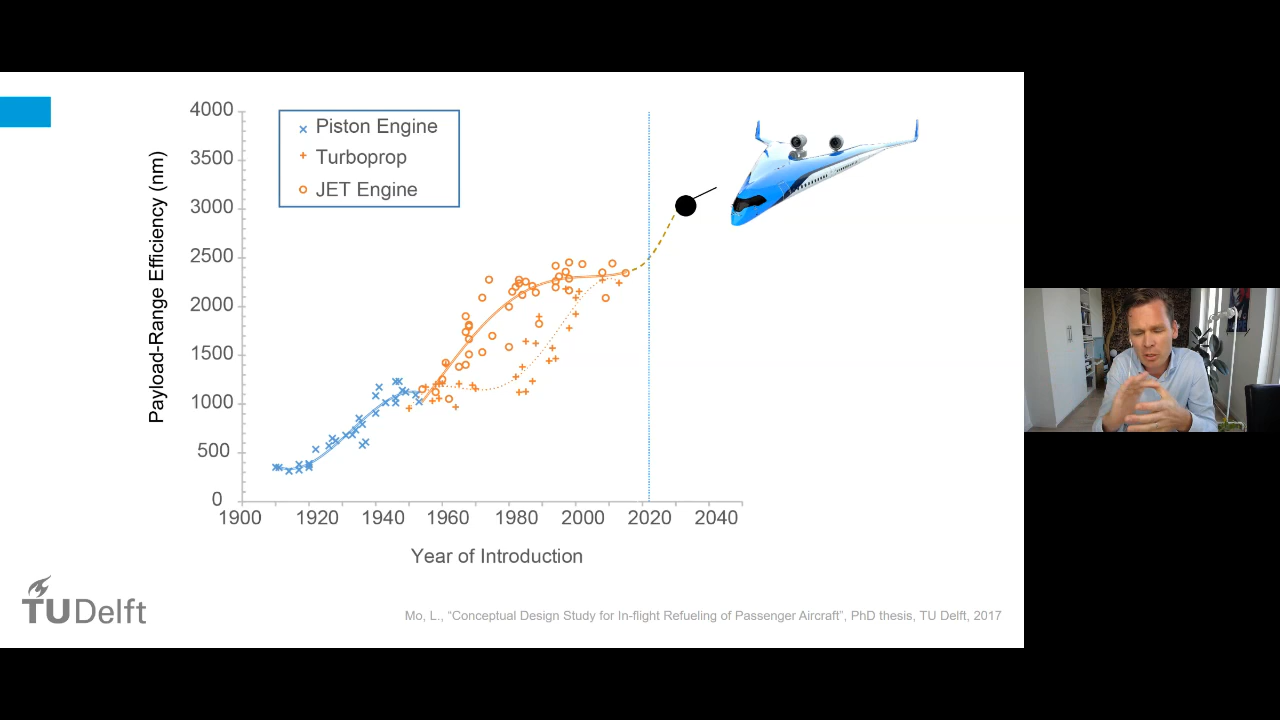 4000
3500
3000
2500
2000
1500
1000
500
0
Payload-Range Efficiency (nm)
Piston Engine
Turboprop
JET Engine
1900 1920 1940 1960 1980 2000 2020 2040
Year of Introduction
TUDelft
Mo, L., “Conceptual Design Study for In-flight Refueling of Passenger Aircraft”, PhD thesis, TU Delft, 2017